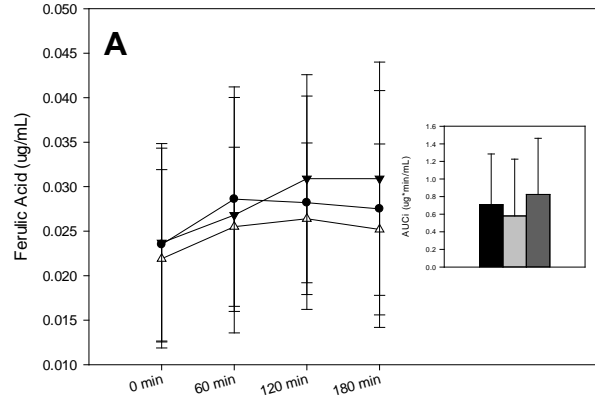 A
Ferulic Acid (ug/mL)
0.050
0.045
0.040
0.035
0.030
0.025
0.020
0.015
0.010
0 min
60 min
120 min
180 min
AUCi (ug*min/mL)
1.6
1.4
1.2
1.0
0.8
0.6
0.4
0.2
0.0